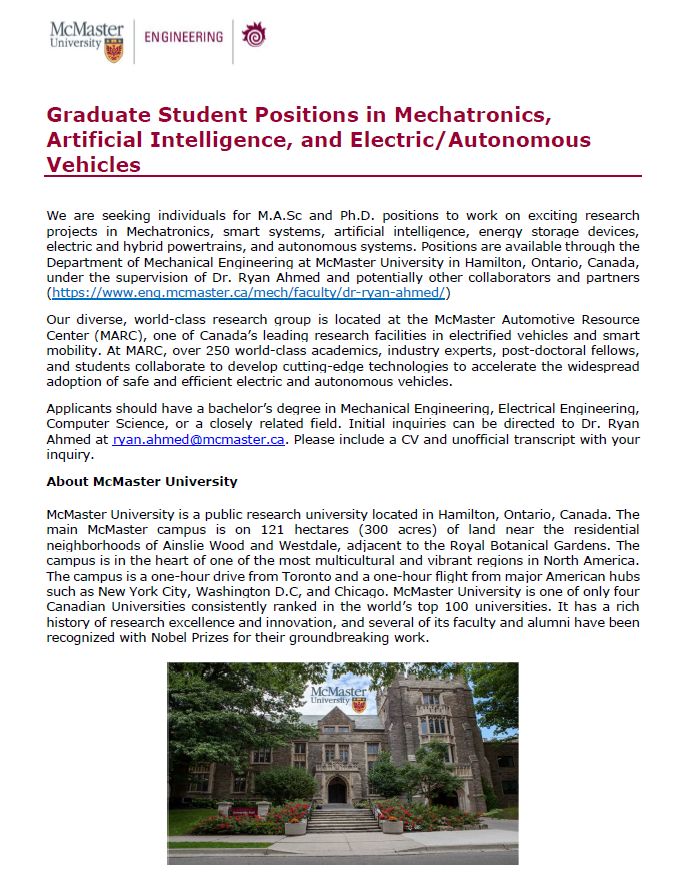 McMaster
University
ENGINEERING
Graduate Student Positions in Mechatronics,
Artificial Intelligence, and Electric/Autonomous
Vehicles
We are seeking individuals for M.A.Sc and Ph.D. positions to work on exciting research
projects in Mechatronics, smart systems, artificial intelligence, energy storage devices,
electric and hybrid powertrains, and autonomous systems. Positions are available through the
Department of Mechanical Engineering at McMaster University in Hamilton, Ontario, Canada,
under the supervision of Dr. Ryan Ahmed and potentially other collaborators and partners
(https://www.eng.mcmaster.ca/mech/faculty/dr-ryan-ahmed/)
Our diverse, world-class research group is located at the McMaster Automotive Resource
Center (MARC), one of Canada's leading research facilities in electrified vehicles and smart
mobility. At MARC, over 250 world-class academics, industry experts, post-doctoral fellows,
and students collaborate to develop cutting-edge technologies to accelerate the widespread
adoption of safe and efficient electric and autonomous vehicles.
Applicants should have a bachelor's degree in Mechanical Engineering, Electrical Engineering,
Computer Science, or a closely related field. Initial inquiries can be directed to Dr. Ryan
Ahmed at ryan.ahmed@mcmaster.ca. Please include a CV and unofficial transcript with your
inquiry.
About McMaster University
McMaster University is a public research university located in Hamilton, Ontario, Canada. The
main McMaster campus is on 121 hectares (300 acres) of land near the residential
neighborhoods of Ainslie Wood and Westdale, adjacent to the Royal Botanical Gardens. The
campus is in the heart of one of the most multicultural and vibrant regions in North America.
The campus is a one-hour drive from Toronto and a one-hour flight from major American hubs
such as New York City, Washington D.C, and Chicago. McMaster University is one of only four
Canadian Universities consistently ranked in the world's top 100 universities. It has a rich
history of research excellence and innovation, and several of its faculty and alumni have been
recognized with Nobel Prizes for their groundbreaking work.
McMaster
University